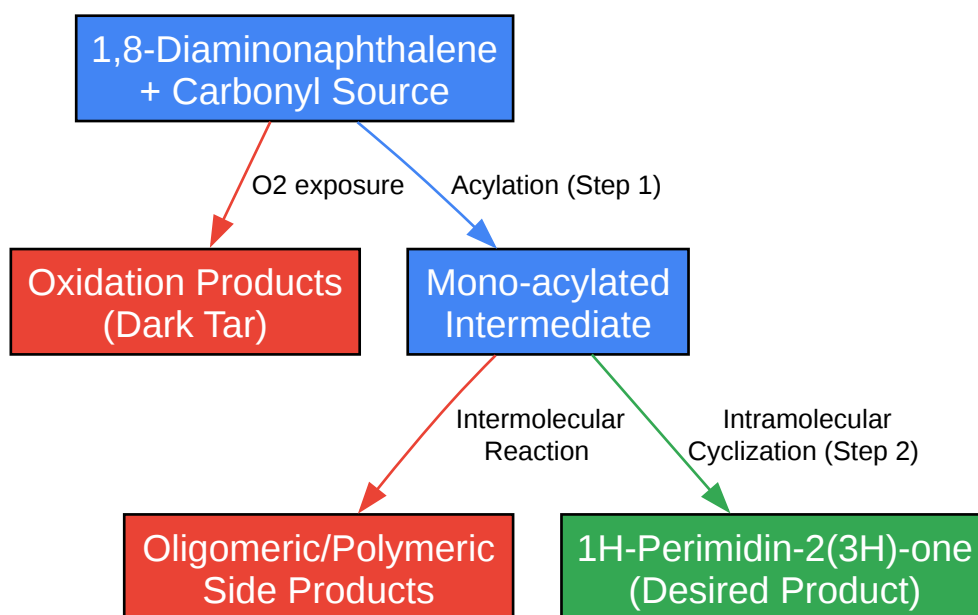 1,8-Diaminonaphthalene
+ Carbonyl Source
O2 exposure
Acylation (Step 1)
Oxidation Products
(Dark Tar)
Mono-acylated
Intermediate
Intermolecular
Reaction
Intramolecular
Cyclization (Step 2)
Oligomeric/Polymeric
Side Products
1H-Perimidin-2(3H)-one
(Desired Product)